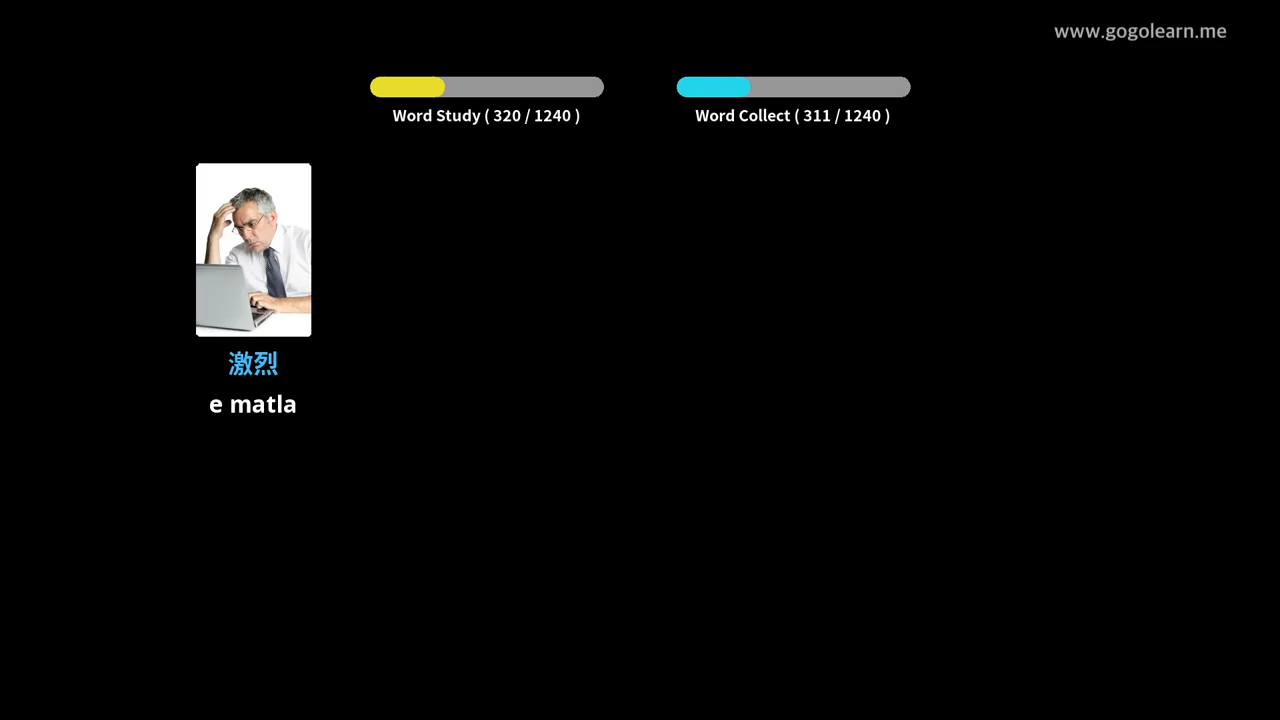 www.gogolearn.me
Word Study ( 320 / 1240 )
Word Collect ( 311 / 1240 )
激烈
e matla